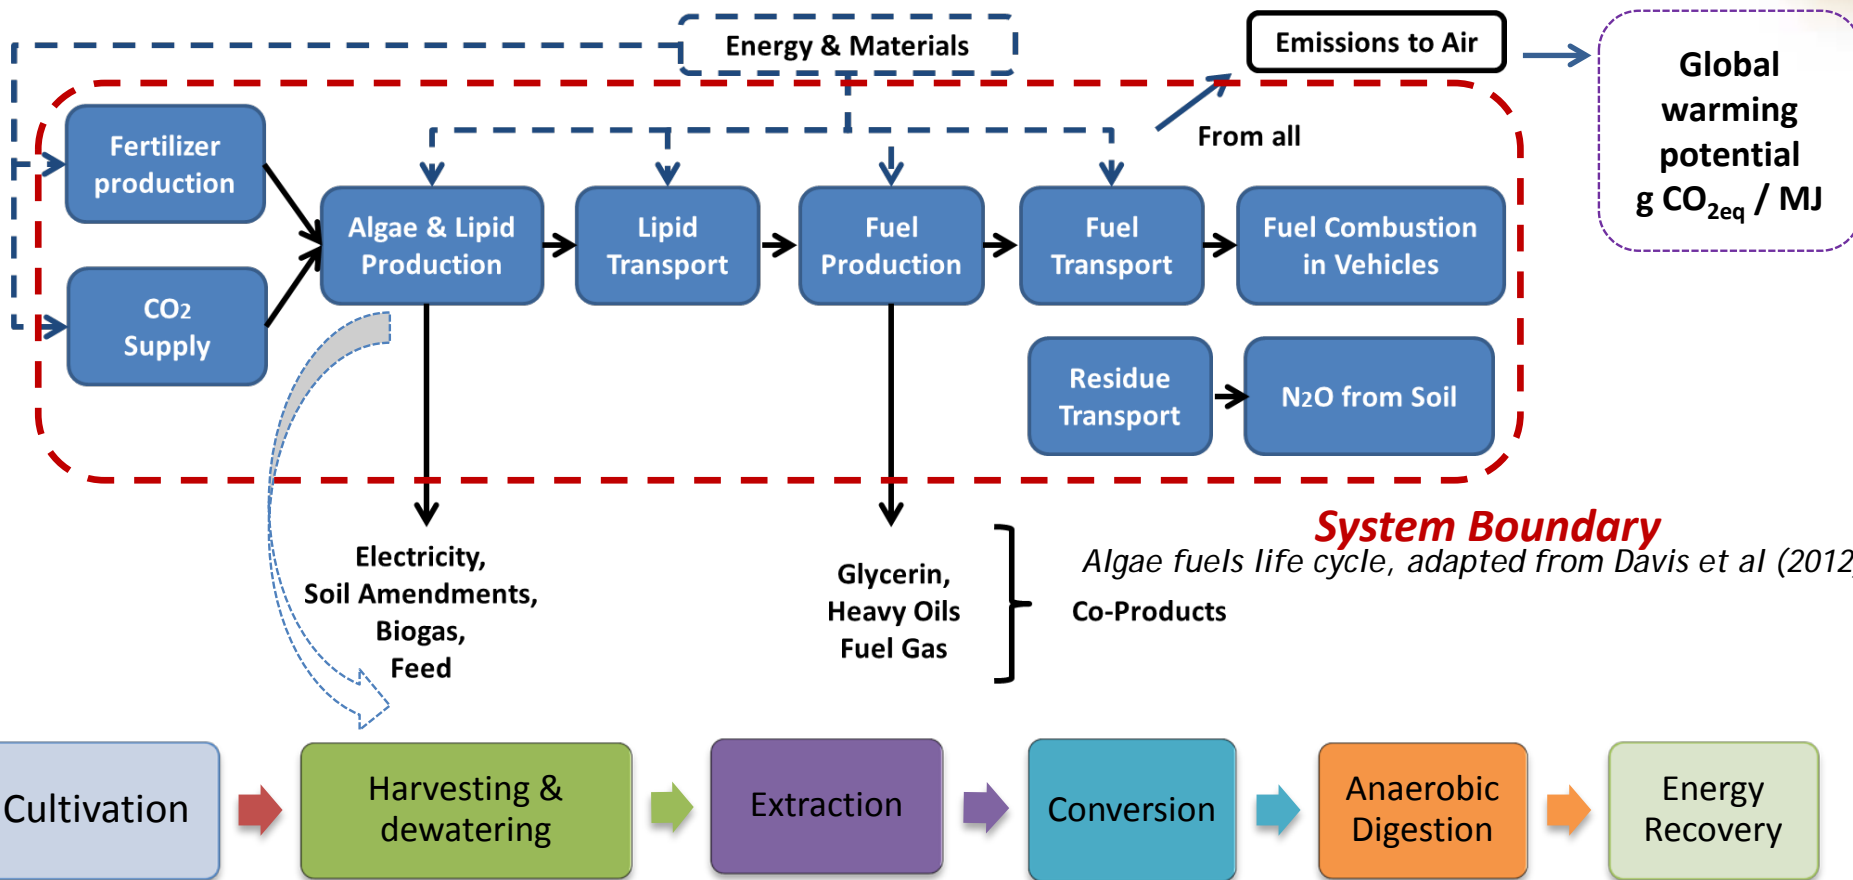 Energy & Materials
Emissions to Air
Global
warming
potential
g CO2eq / MJ
From all
Fertilizer
production
CO2
Supply
Algae & Lipid
Production
Lipid
Transport
Fuel
Production
Fuel
Transport
Fuel Combustion
in Vehicles
Residue
Transport
N2O from Soil
System Boundary
Algae fuels life cycle, adapted from Davis et al (2012)
Electricity,
Soil Amendments,
Biogas,
Feed
Glycerin,
Heavy Oils
Fuel Gas
Co-Products
Cultivation
Harvesting &
dewatering
Extraction
Conversion
Anaerobic
Digestion
Energy
Recovery